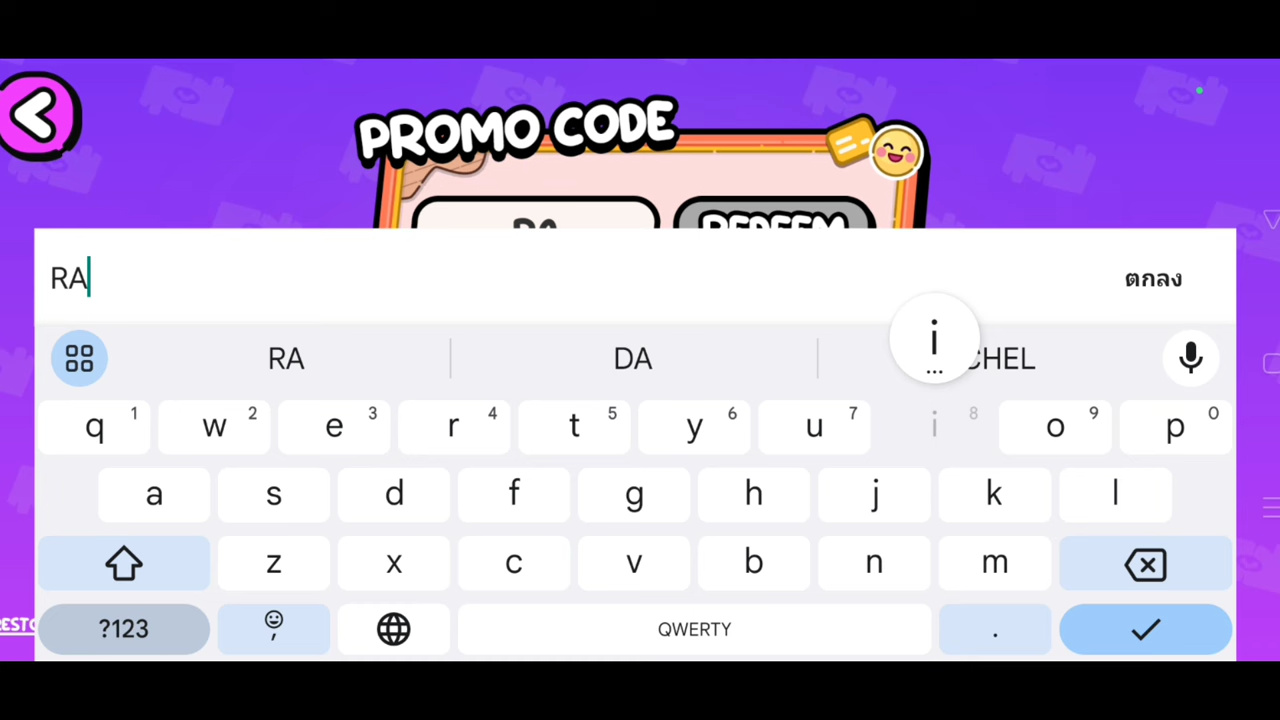 PROMO CODE
REDEEM
RA
ตกลง
RA DA CHEL
i
...
q 1 w 2 e 3 r 4 t 5 y 6 u 7 i 8 o 9 p 0
a s d f g h j k l
z x c v b n m
?123 , QWERTY .